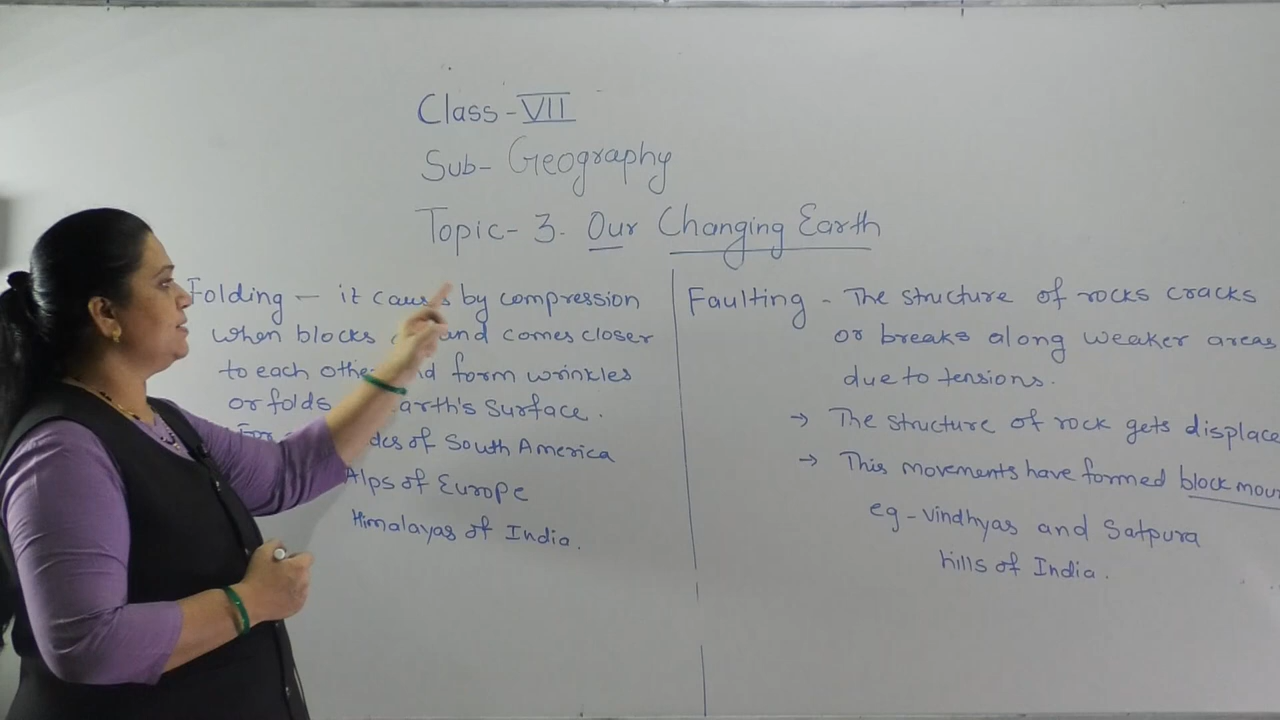 Class - VII
Sub- Geography
Topic- 3. Our Changing Earth
Folding - it caus by compression
when blocks and comes closer
to each othe form wrinkles
or folds arth's surface.
For des of South America
Alps of Europe
Himalayas of India.
Faulting - The structure of rocks cracks
or breaks along weaker areas
due to tensions.
→ The structure of rock gets displace
→ This movements have formed block mou
eg - Vindhyas and Satpura
hills of India.